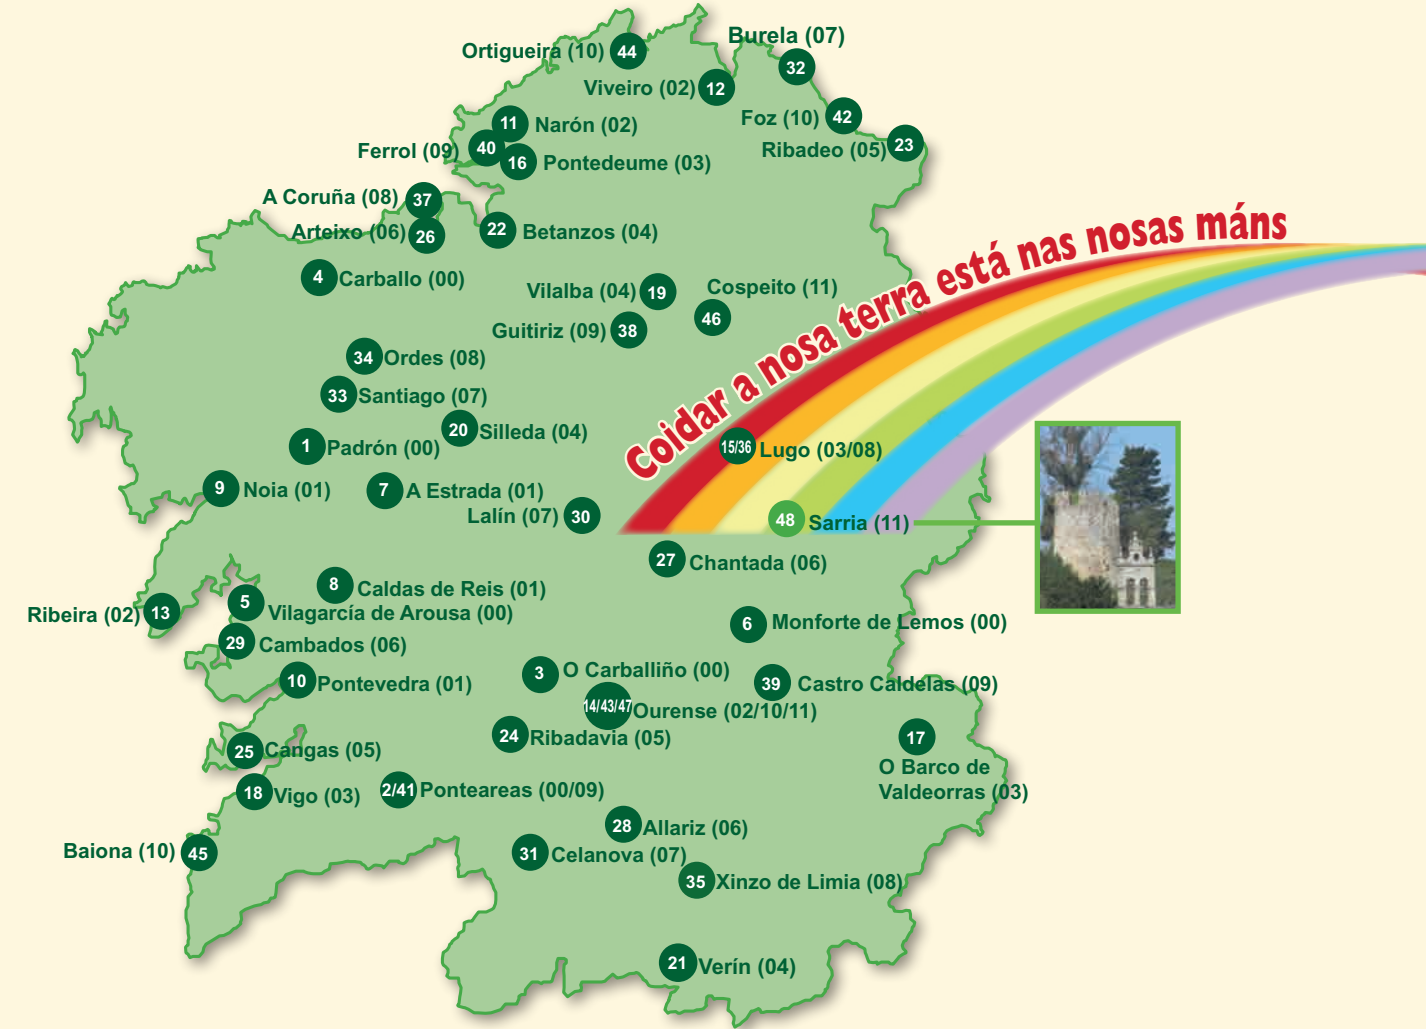 Ortigueira (10) 44
Burela (07)
32
Viveiro (02) 12
11 Narón (02)
Foz (10) 42
Ferrol (09) 40
16 Pontedeume (03)
Ribadeo (05) 23
A Coruña (08) 37
Arteixo (06) 26
22 Betanzos (04)
Coidar a nosa terra está nas nosas máns
4 Carballo (00)
Vilalba (04) 19
Cospeito (11)
46
Guitiriz (09) 38
34 Ordes (08)
33 Santiago (07)
20 Silleda (04)
1 Padrón (00)
15/36 Lugo (03/08)
9 Noia (01)
7 A Estrada (01)
Lalín (07) 30
48 Sarria (11)
27 Chantada (06)
8 Caldas de Reis (01)
5 Vilagarcía de Arousa (00)
Ribeira (02) 13
6 Monforte de Lemos (00)
29 Cambados (06)
3 O Carballiño (00)
10 Pontevedra (01)
39 Castro Caldelas (09)
14/43/47 Ourense (02/10/11)
24 Ribadavia (05)
17
O Barco de
Valdeorras (03)
25 Cangas (05)
18 Vigo (03)
2/41 Ponteareas (00/09)
28 Allariz (06)
Baiona (10) 45
31 Celanova (07)
35 Xinzo de Limia (08)
21 Verín (04)